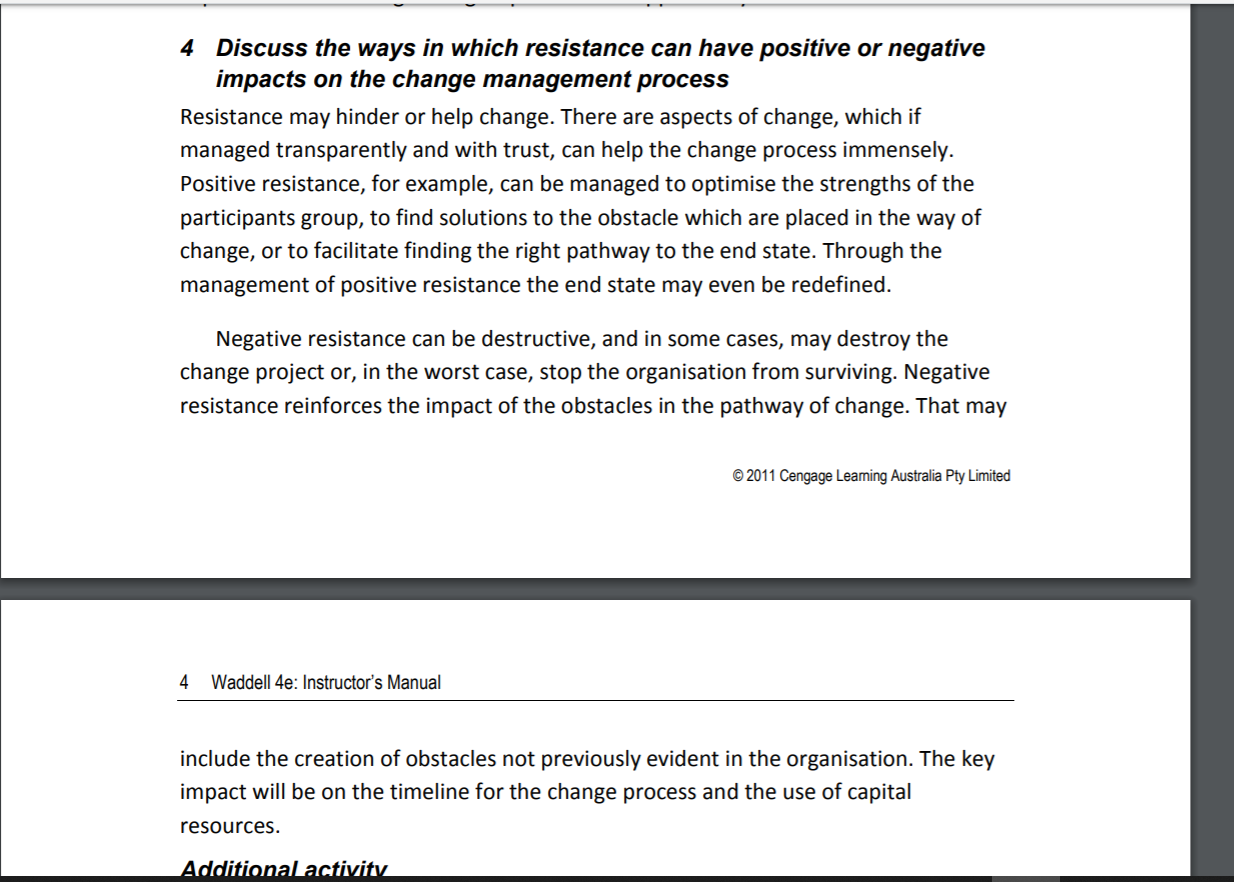 4 Discuss the ways in which resistance can have positive or negative
impacts on the change management process
Resistance may hinder or help change. There are aspects of change, which if
managed transparently and with trust, can help the change process immensely.
Positive resistance, for example, can be managed to optimise the strengths of the
participants group, to find solutions to the obstacle which are placed in the way of
change, or to facilitate finding the right pathway to the end state. Through the
management of positive resistance the end state may even be redefined.
Negative resistance can be destructive, and in some cases, may destroy the
change project or, in the worst case, stop the organisation from surviving. Negative
resistance reinforces the impact of the obstacles in the pathway of change. That may
© 2011 Cengage Learning Australia Pty Limited
4 Waddell 4e: Instructor’s Manual
include the creation of obstacles not previously evident in the organisation. The key
impact will be on the timeline for the change process and the use of capital
resources.
Additional activity